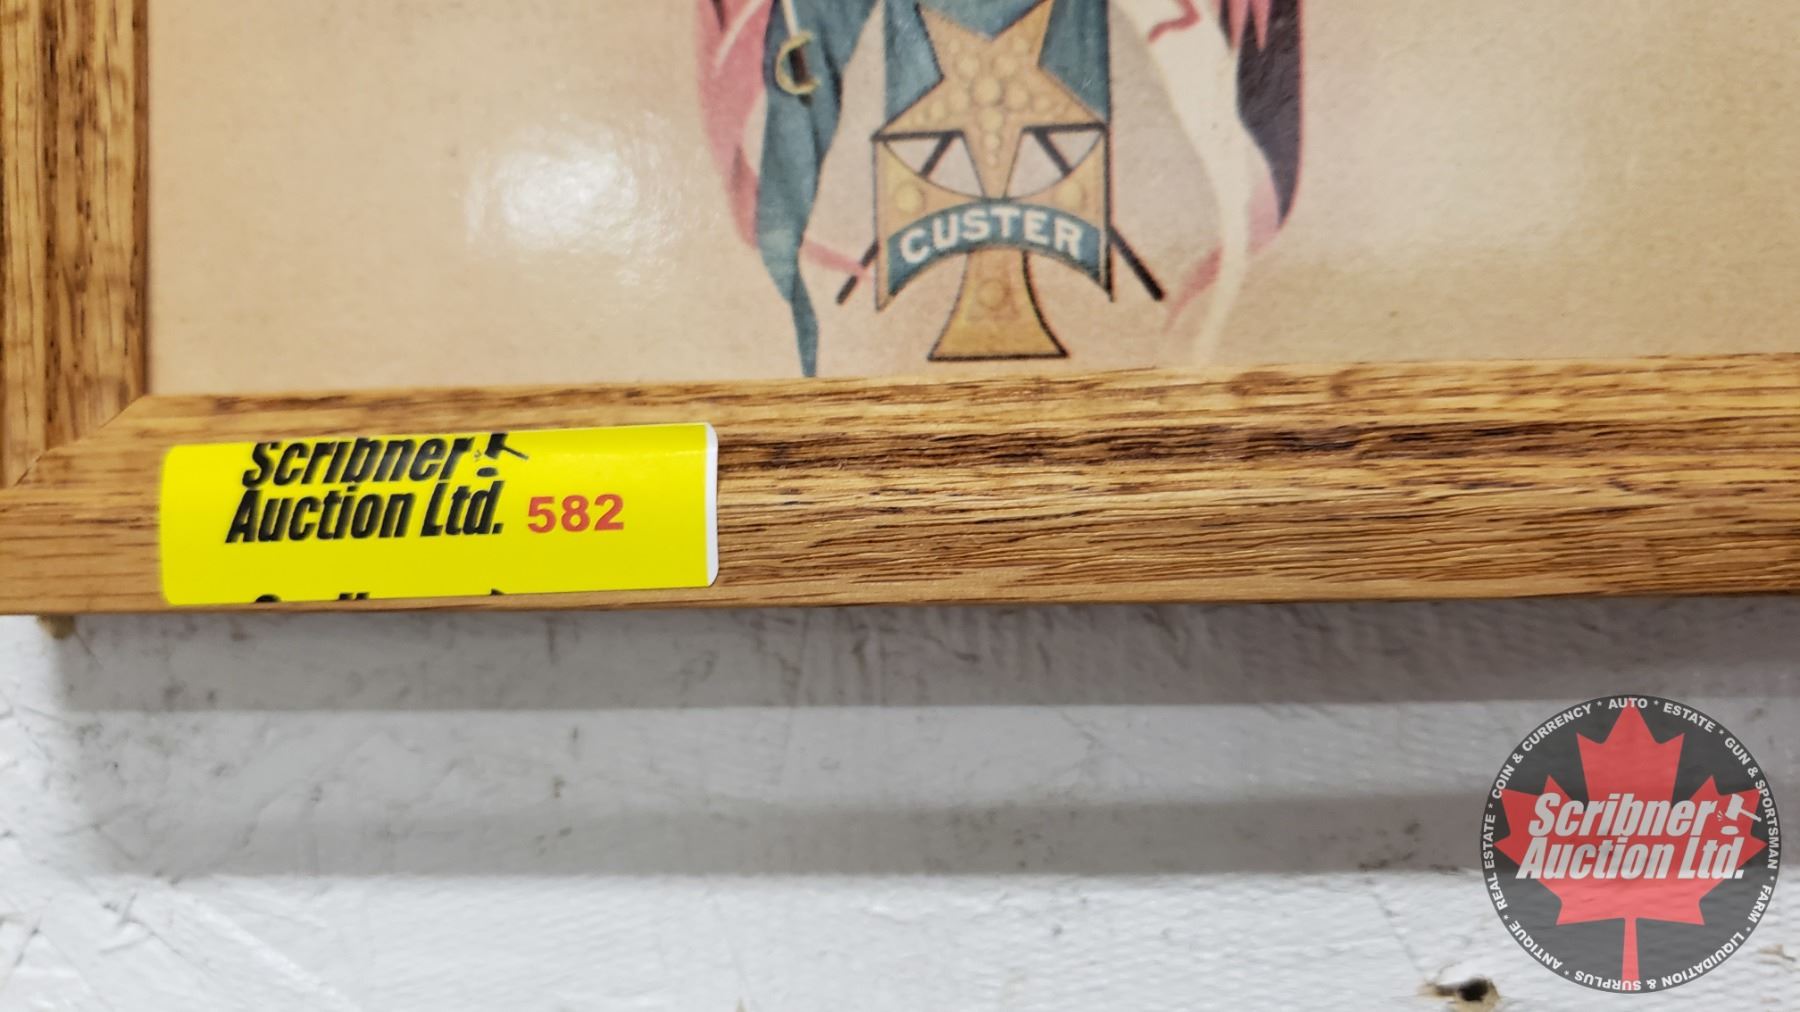 CUSTER
Scribner
Auction Ltd. 582
COIN & CURRENCY * AUTO * ESTATE * GUN & SPORTSMAN * FARM * LIQUIDATION & SURPLUS * ANTIQUE * REAL ESTATE *
Scribner
Auction Ltd.